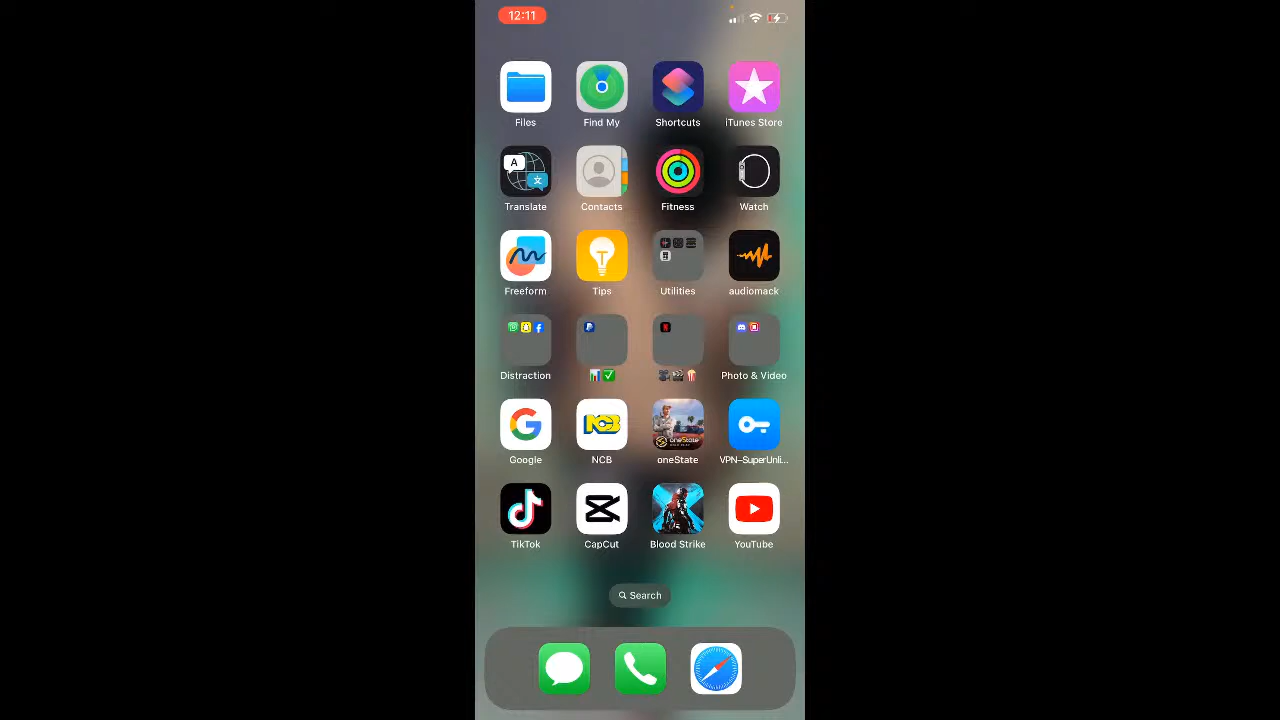 12:11
Files Find My Shortcuts iTunes Store
Translate Contacts Fitness Watch
Freeform Tips Utilities audiomack
Distraction Photo & Video
Google NCB oneState VPN-SuperUnli...
TikTok CapCut Blood Strike YouTube
Search